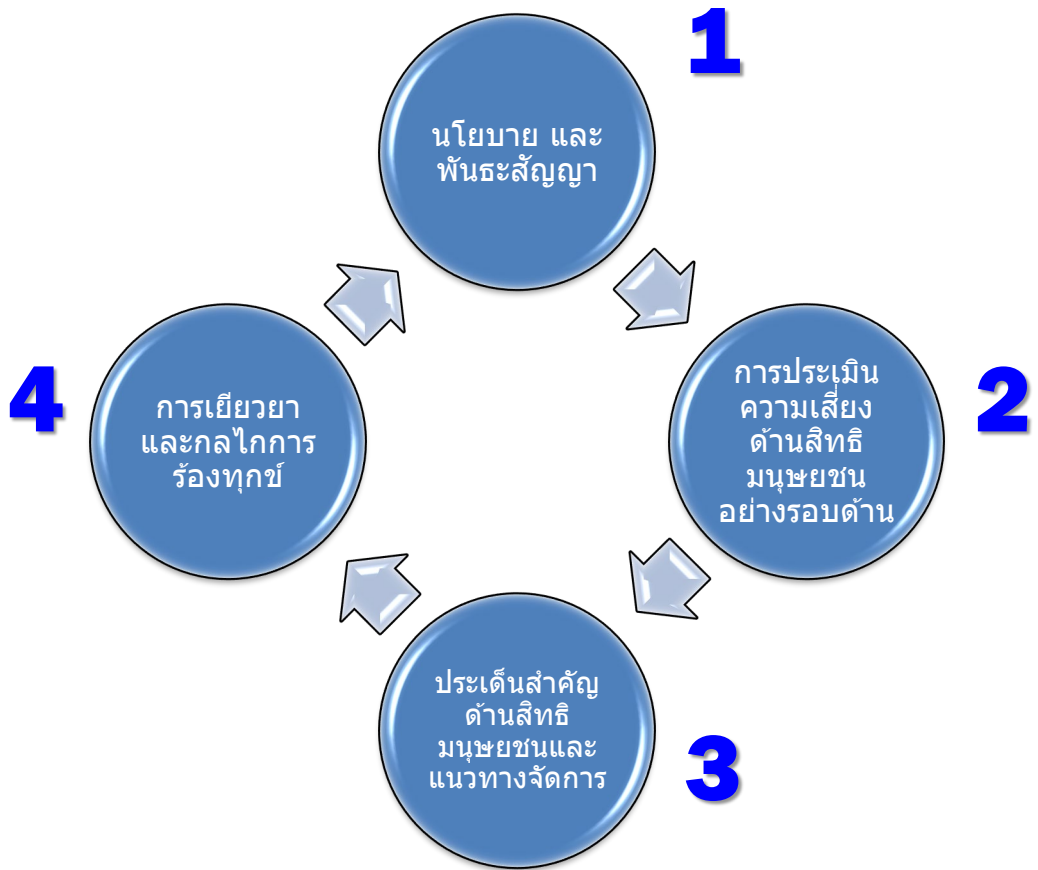 1
นโยบาย และ
พันธะสัญญา
2
การประเมิน
ความเสี่ยง
ด้านสิทธิ
มนุษยชน
อย่างรอบด้าน
3
ประเด็นสำคัญ
ด้านสิทธิ
มนุษยชนและ
แนวทางจัดการ
4
การเยียวยา
และกลไกการ
ร้องทุกข์